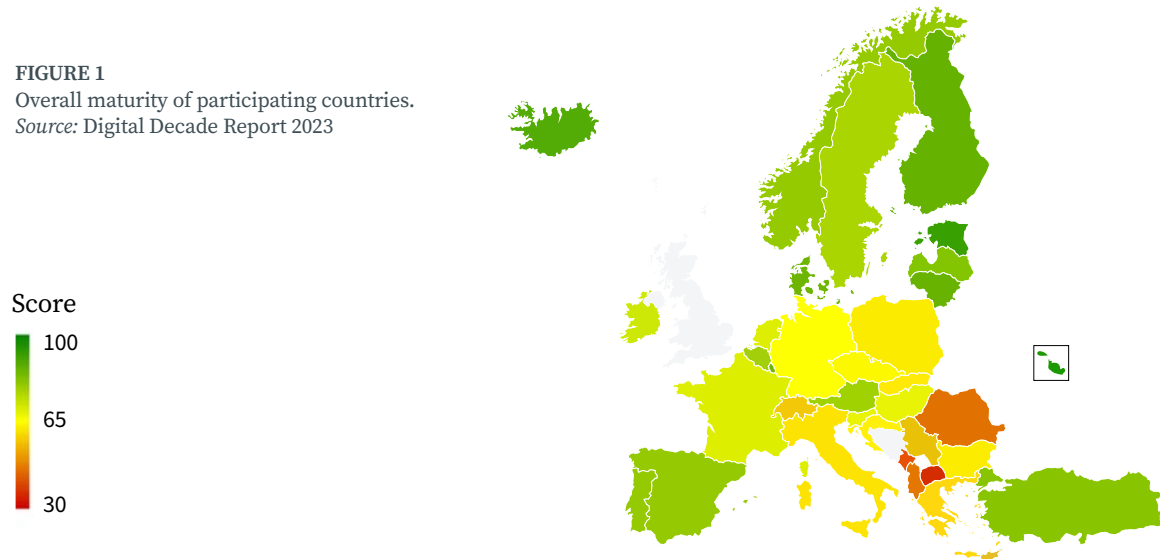 FIGURE 1
Overall maturity of participating countries.
Source: Digital Decade Report 2023
Score
100
65
30